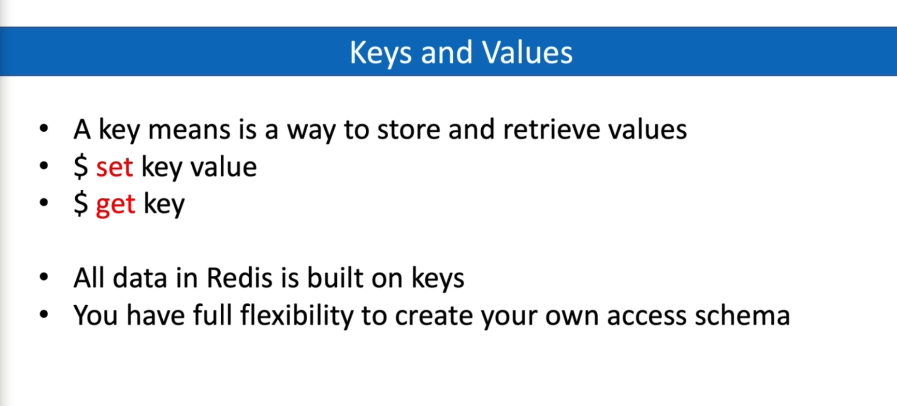 Keys and Values
• A key means is a way to store and retrieve values
• $ set key value
• $ get key
• All data in Redis is built on keys
• You have full flexibility to create your own access schema